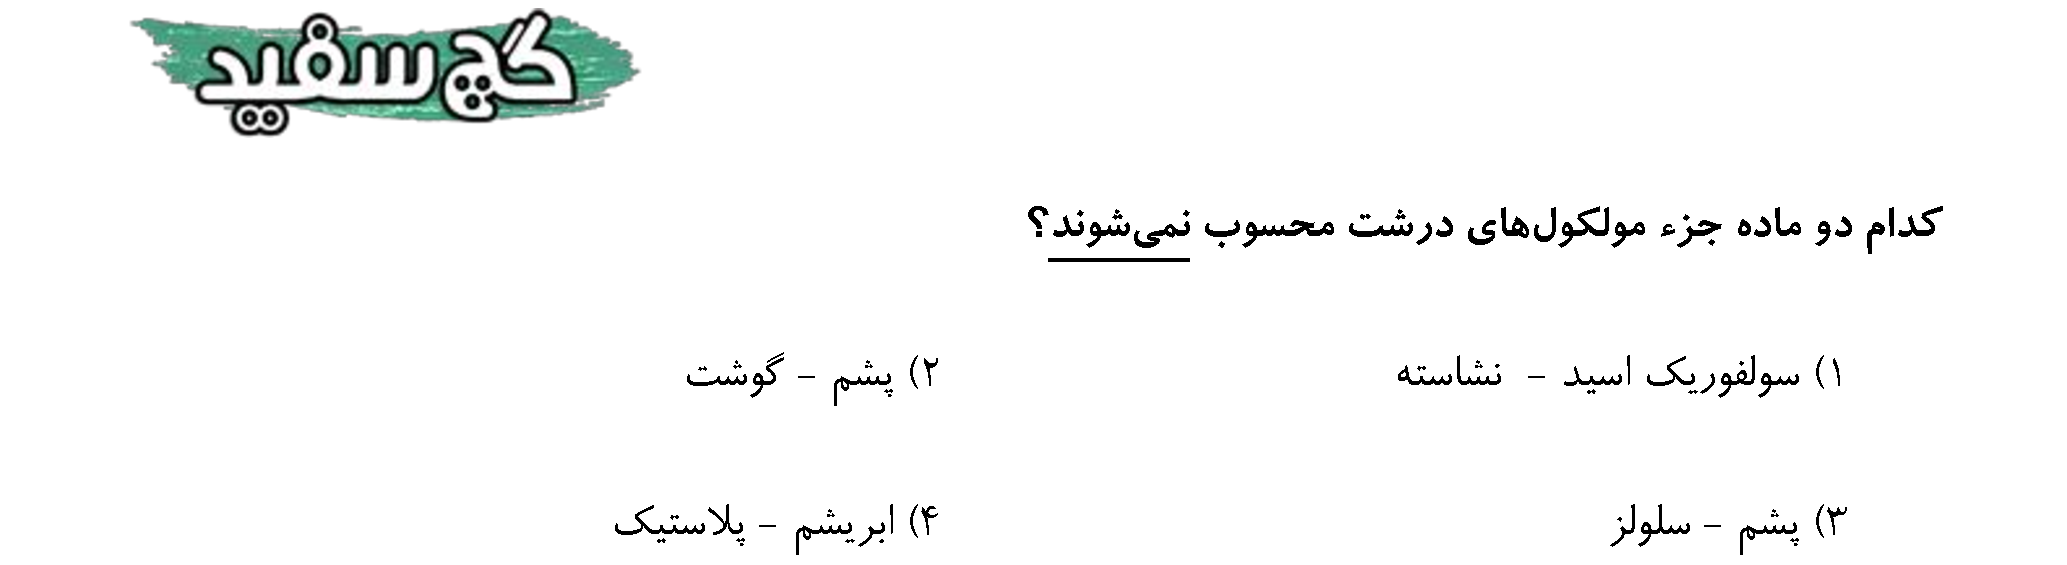 گچ سفید
کدام دو ماده جزء مولکول‌های درشت محسوب نمی‌شوند؟
۱) سولفوریک اسید – نشاسته
۲) پشم – گوشت
۳) پشم – سلولز
۴) ابریشم – پلاستیک